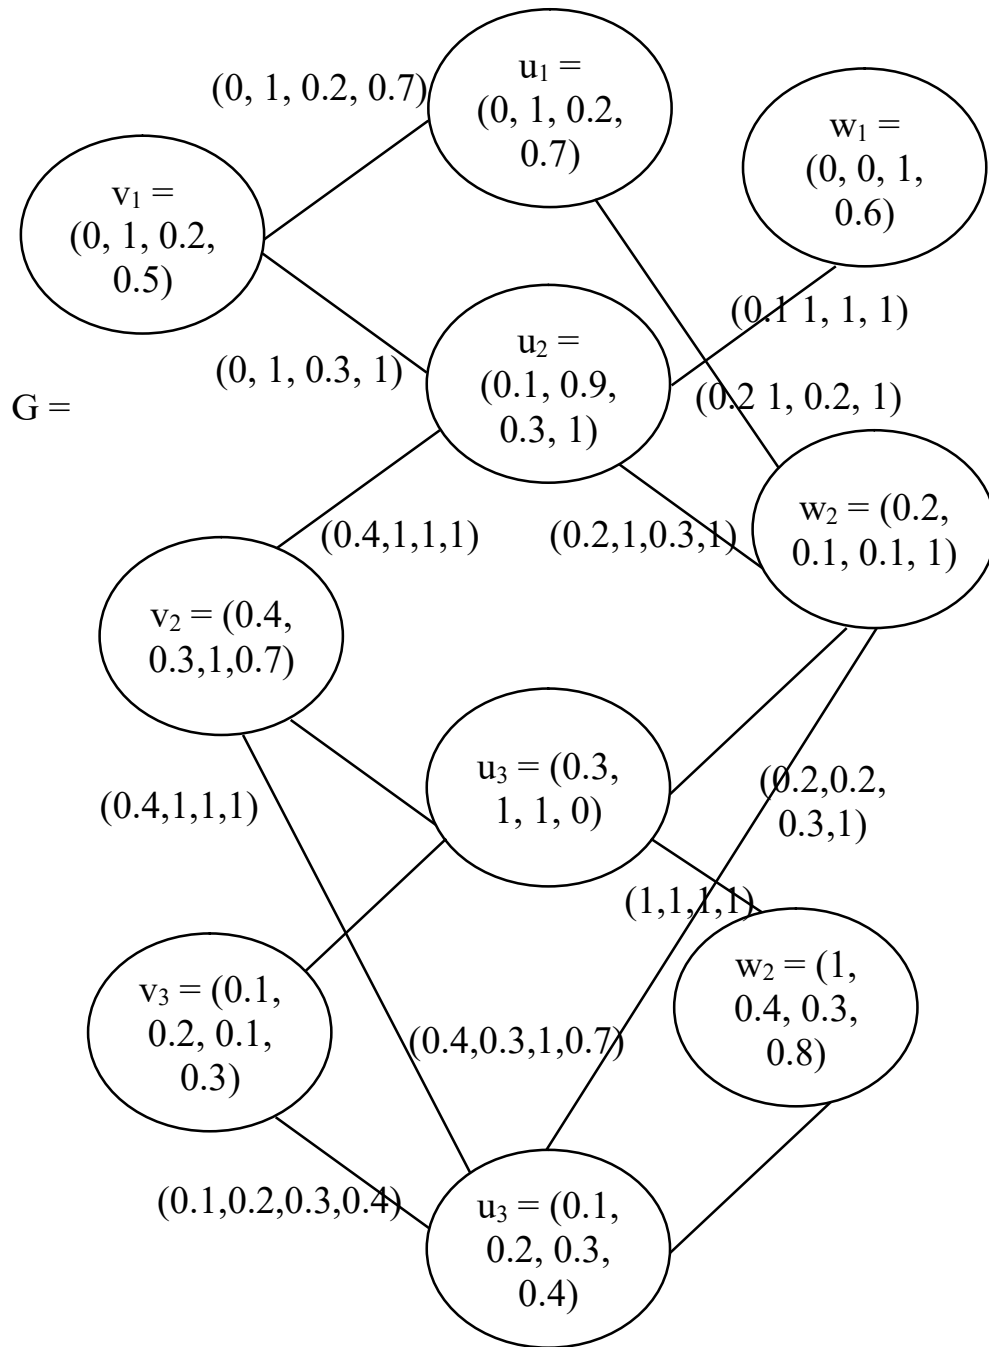 (0, 1, 0.2, 0.7)
u₁ =
(0, 1, 0.2,
0.7)
w₁ =
(0, 0, 1,
0.6)
v₁ =
(0, 1, 0.2,
0.5)
(0.1 1, 1, 1)
(0, 1, 0.3, 1)
u₂ =
(0.1, 0.9,
0.3, 1)
(0.2 1, 0.2, 1)
G =
(0.4,1,1,1)
(0.2,1,0.3,1)
w₂ = (0.2,
0.1, 0.1, 1)
v₂ = (0.4,
0.3,1,0.7)
(0.4,1,1,1)
u₃ = (0.3,
1, 1, 0)
(0.2,0.2,
0.3,1)
(1,1,1,1)
v₃ = (0.1,
0.2, 0.1,
0.3)
w₂ = (1,
0.4, 0.3,
0.8)
(0.4,0.3,1,0.7)
(0.1,0.2,0.3,0.4)
u₃ = (0.1,
0.2, 0.3,
0.4)